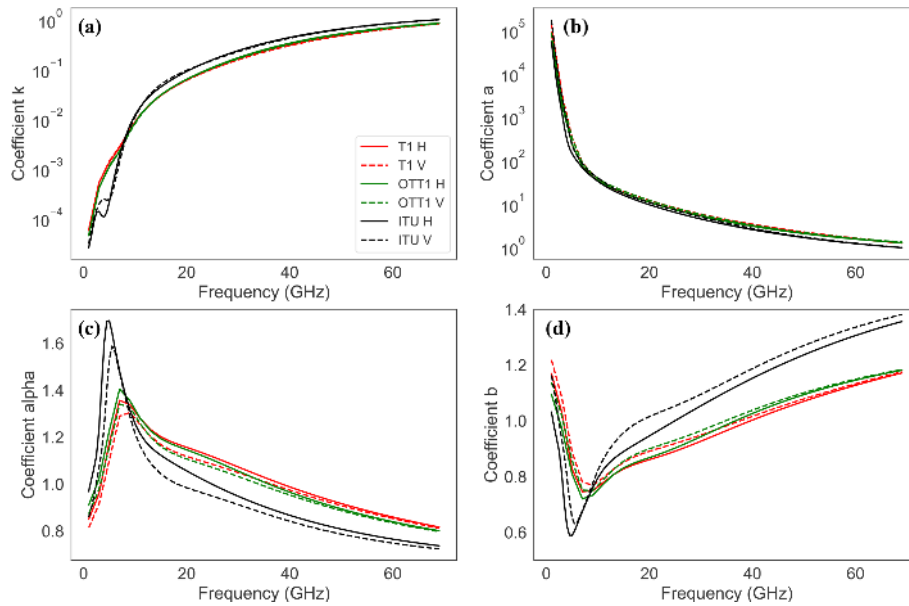 (a)
Coefficient k
10^0
10^-1
10^-2
10^-3
10^-4
0 20 40 60
Frequency (GHz)
T1 H
T1 V
OTT1 H
OTT1 V
ITU H
ITU V
(b)
Coefficient a
10^5
10^4
10^3
10^2
10^1
10^0
0 20 40 60
Frequency (GHz)
(c)
Coefficient alpha
1.6
1.4
1.2
1.0
0.8
0 20 40 60
Frequency (GHz)
(d)
Coefficient b
1.4
1.2
1.0
0.8
0.6
0 20 40 60
Frequency (GHz)